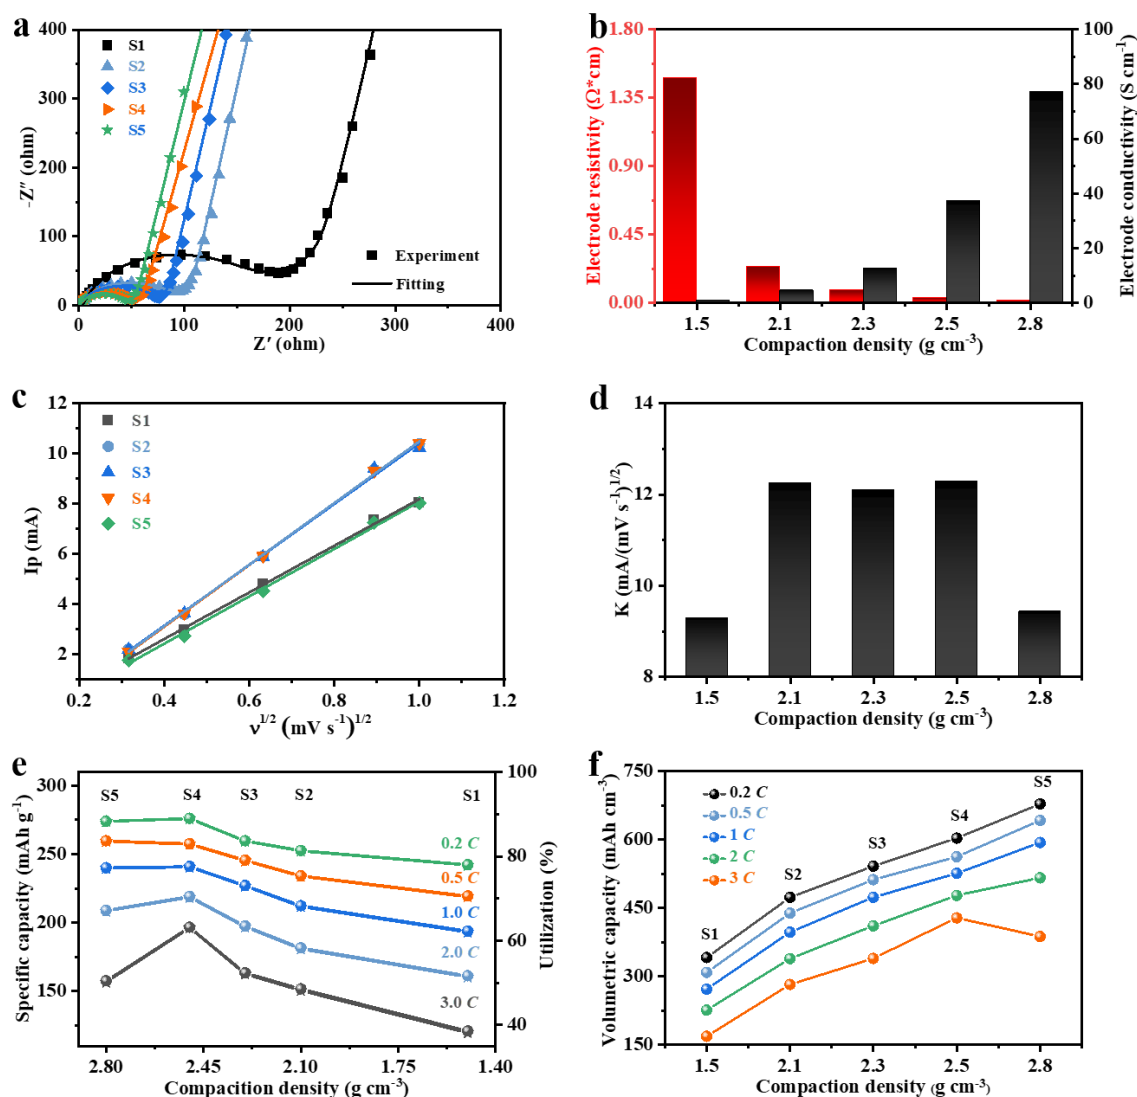 a
400
300
200
100
0
0
100
200
300
400
-Z″ (ohm)
Z′ (ohm)
S1
S2
S3
S4
S5
Experiment
Fitting
b
1.80
1.35
0.90
0.45
0.00
Electrode resistivity (Ω*cm)
100
80
60
40
20
0
Electrode conductivity (S cm⁻¹)
1.5
2.1
2.3
2.5
2.8
Compaction density (g cm⁻³)
c
12
10
8
6
4
2
Ip (mA)
0.2
0.4
0.6
0.8
1.0
1.2
ν¹ᐟ² (mV s⁻¹)¹ᐟ²
S1
S2
S3
S4
S5
d
14
12
10
8
K (mA/(mV s⁻¹)¹ᐟ²
1.5
2.1
2.3
2.5
2.8
Compaction density (g cm⁻³)
e
300
250
200
150
Specific capacity (mAh g⁻¹)
100
80
60
40
Utilization (%)
S5
S4
S3
S2
S1
0.2 C
0.5 C
1.0 C
2.0 C
3.0 C
2.80
2.45
2.10
1.75
1.40
Compacition density (g cm⁻³)
f
750
600
450
300
150
Volumetric capacity (mAh cm⁻³)
0.2 C
0.5 C
1 C
2 C
3 C
S1
S2
S3
S4
S5
1.5
2.1
2.3
2.5
2.8
Compaction density (g cm⁻³)